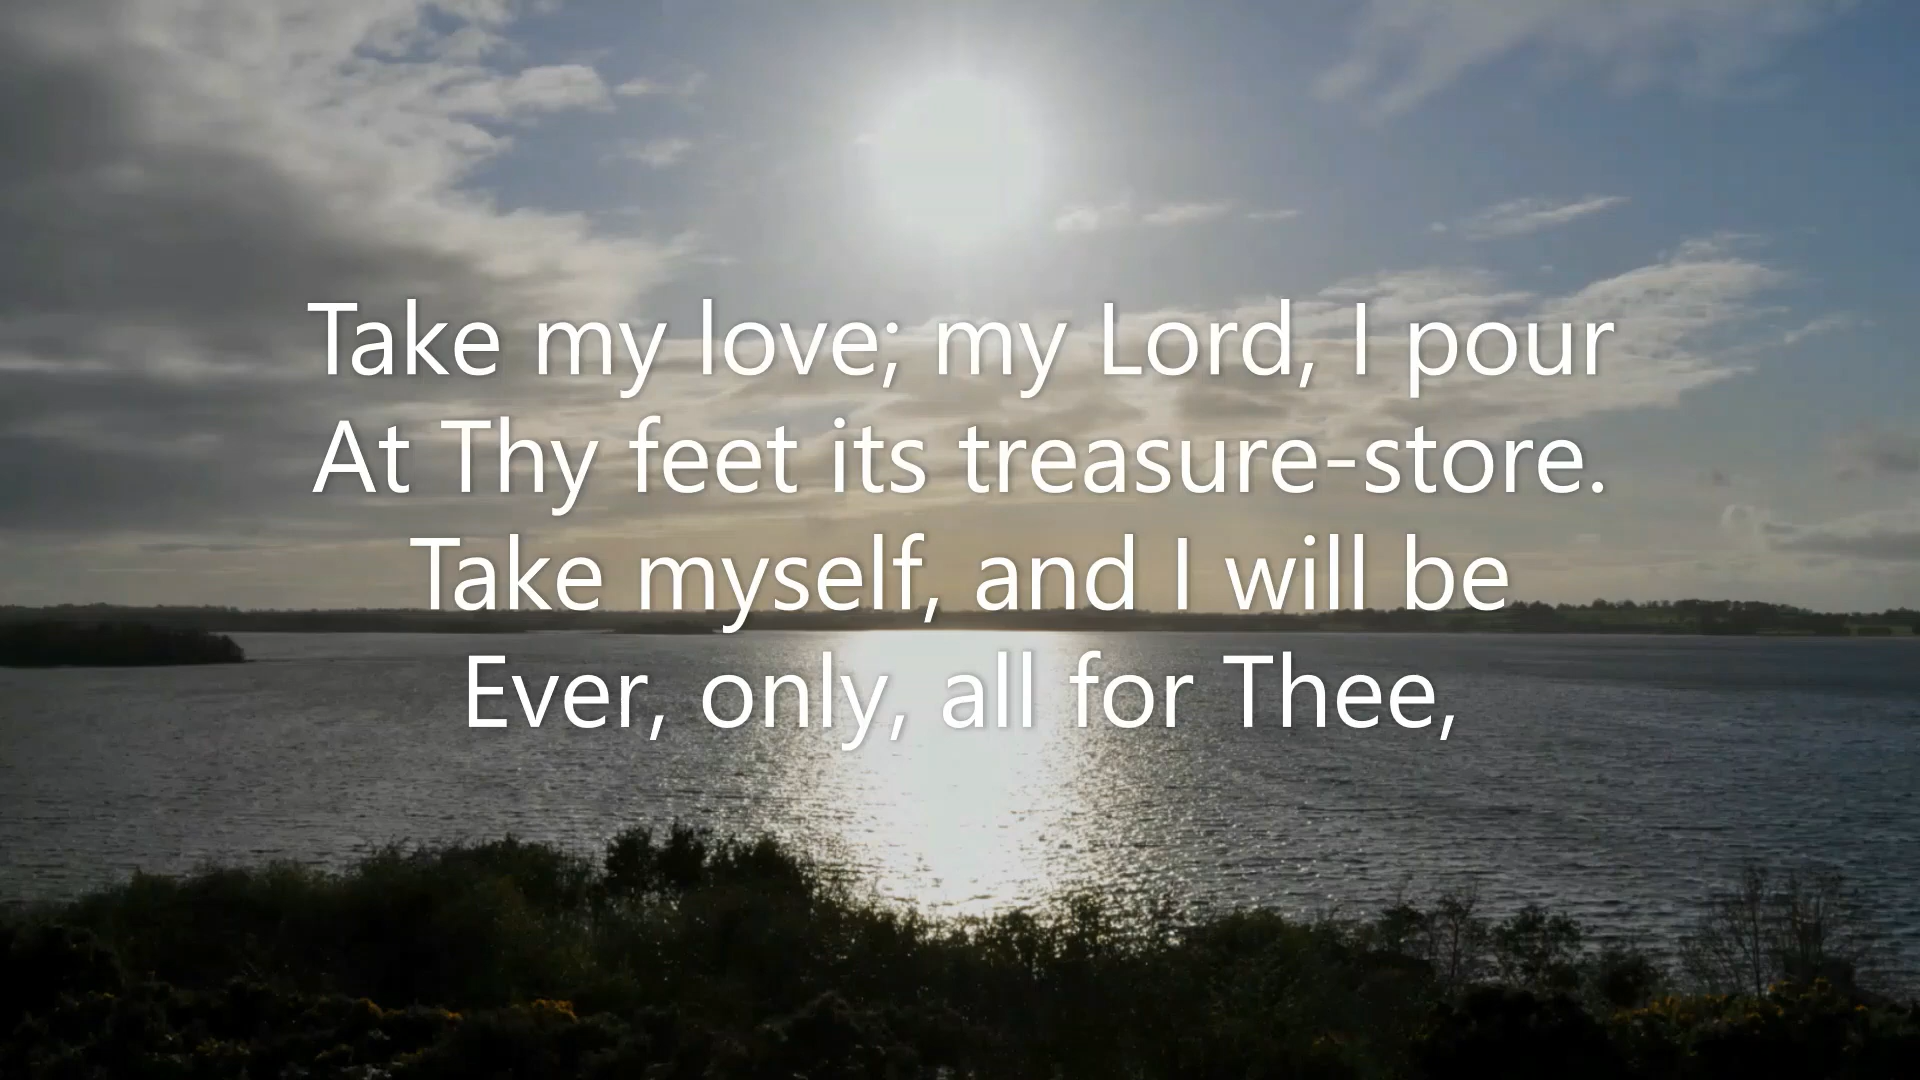 Take my love; my Lord, I pour
At Thy feet its treasure-store.
Take myself, and I will be
Ever, only, all for Thee,